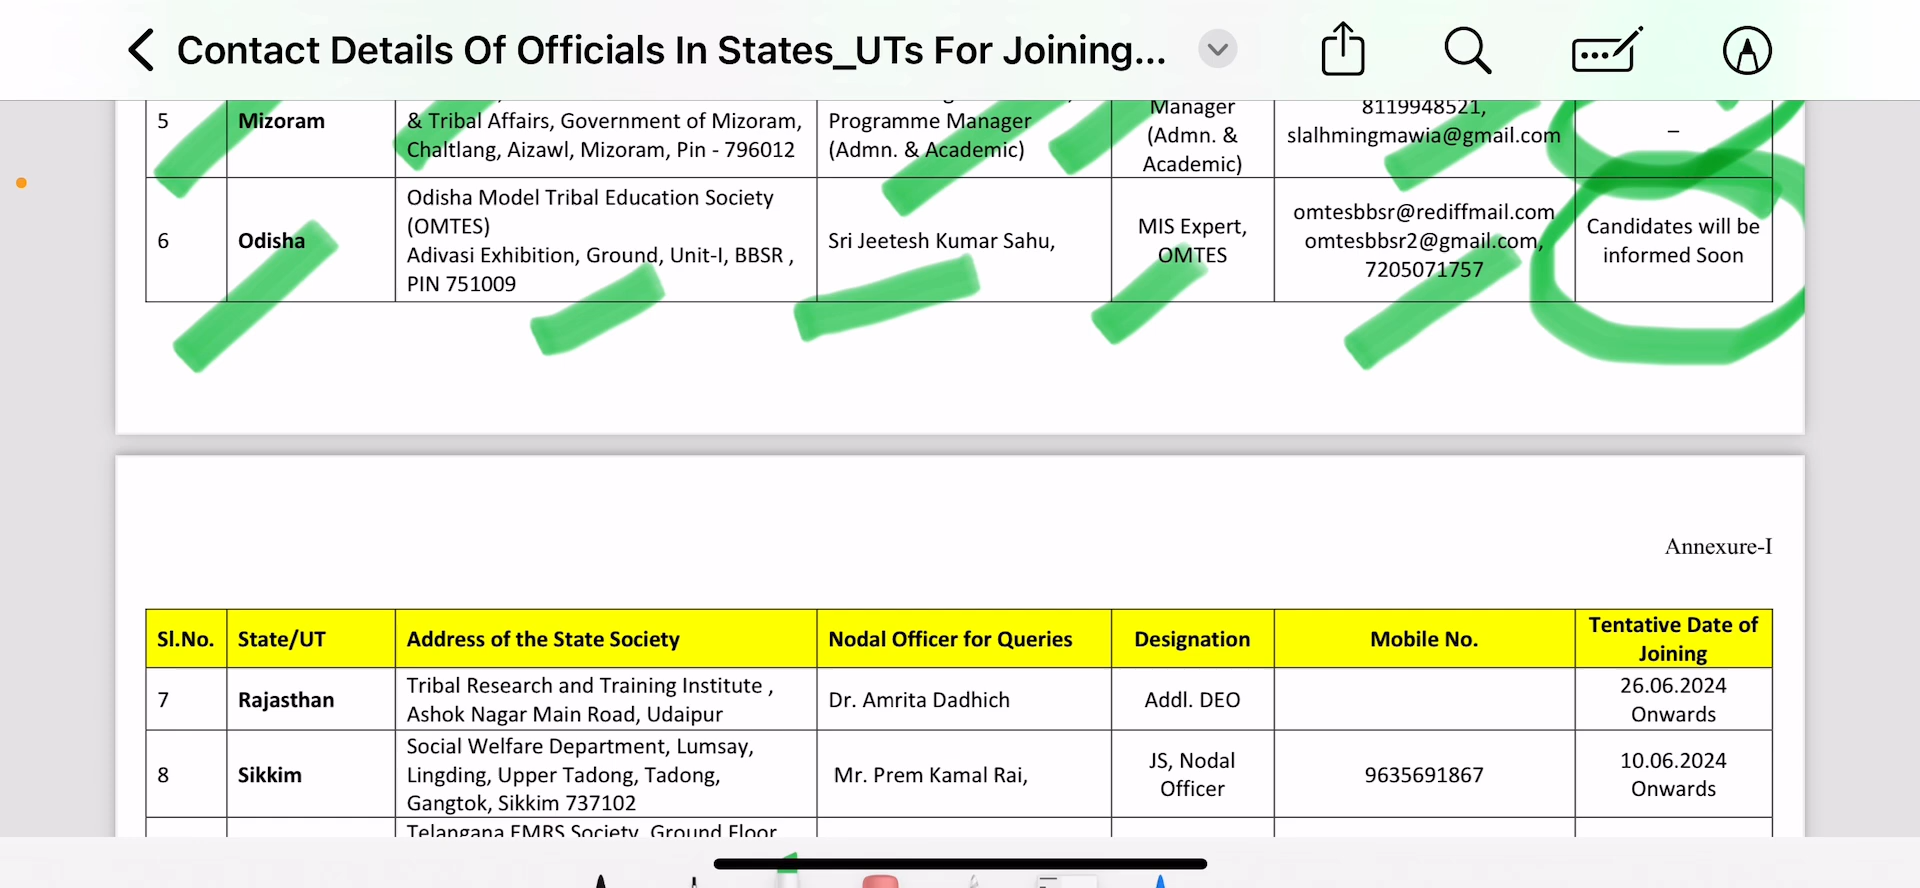 Contact Details Of Officials In States_UTs For Joining...
5
Mizoram
& Tribal Affairs, Government of Mizoram,
Chaltlang, Aizawl, Mizoram, Pin - 796012
Programme Manager
(Admn. & Academic)
Manager
(Admn. &
Academic)
8119948521,
slalhmingmawia@gmail.com
–
6
Odisha
Odisha Model Tribal Education Society
(OMTES)
Adivasi Exhibition, Ground, Unit-I, BBSR ,
PIN 751009
Sri Jeetesh Kumar Sahu,
MIS Expert,
OMTES
omtesbbsr@rediffmail.com
omtesbbsr2@gmail.com,
7205071757
Candidates will be
informed Soon
Annexure-I
Sl.No.
State/UT
Address of the State Society
Nodal Officer for Queries
Designation
Mobile No.
Tentative Date of
Joining
7
Rajasthan
Tribal Research and Training Institute ,
Ashok Nagar Main Road, Udaipur
Dr. Amrita Dadhich
Addl. DEO
26.06.2024
Onwards
8
Sikkim
Social Welfare Department, Lumsay,
Lingding, Upper Tadong, Tadong,
Gangtok, Sikkim 737102
Mr. Prem Kamal Rai,
JS, Nodal
Officer
9635691867
10.06.2024
Onwards
Telangana EMRS Society, Ground Floor